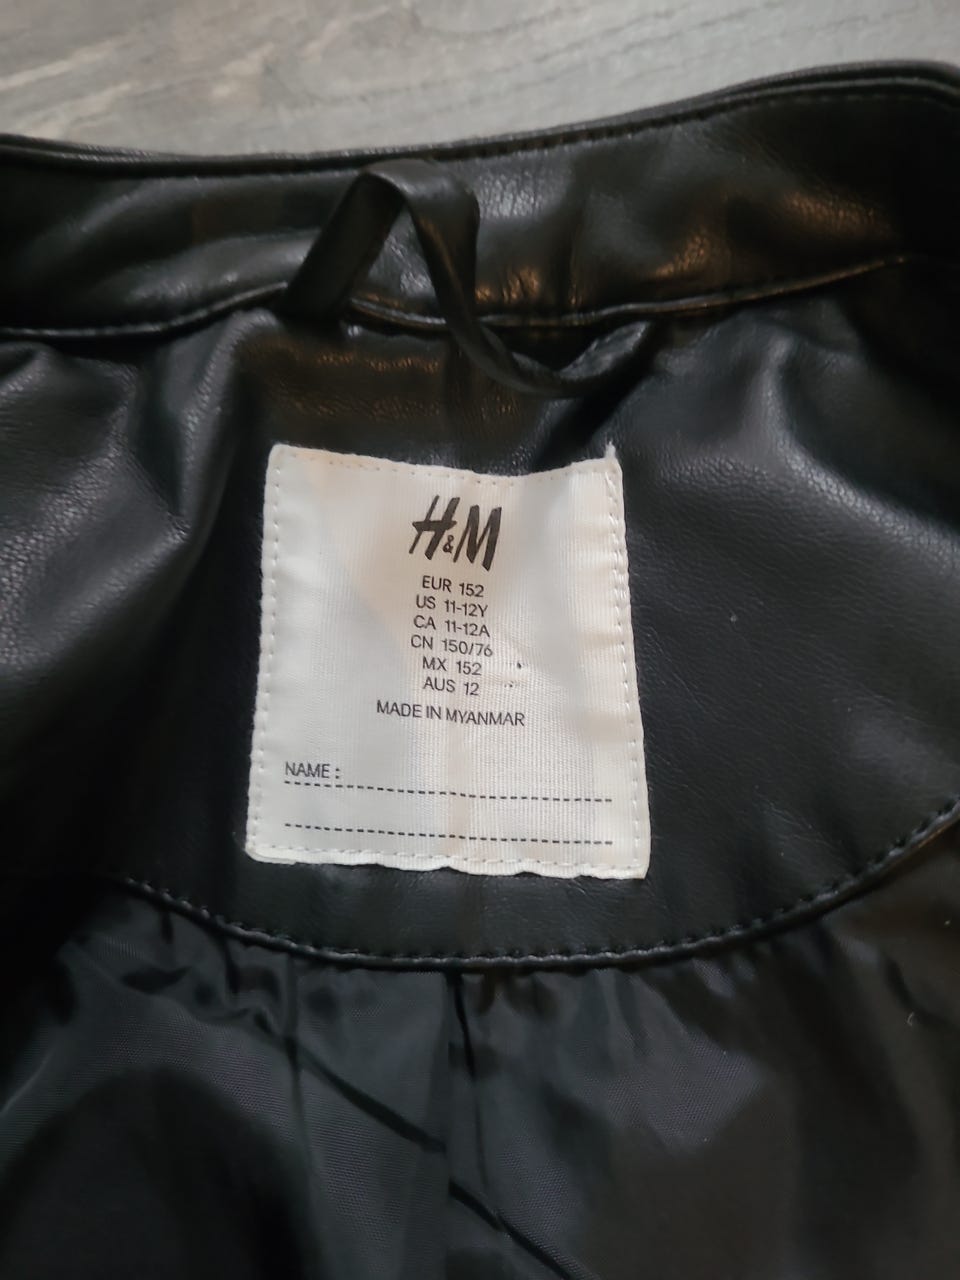 H&M
EUR 152
US 11-12Y
CA 11-12A
CN 150/76
MX 152
AUS 12
MADE IN MYANMAR
NAME :